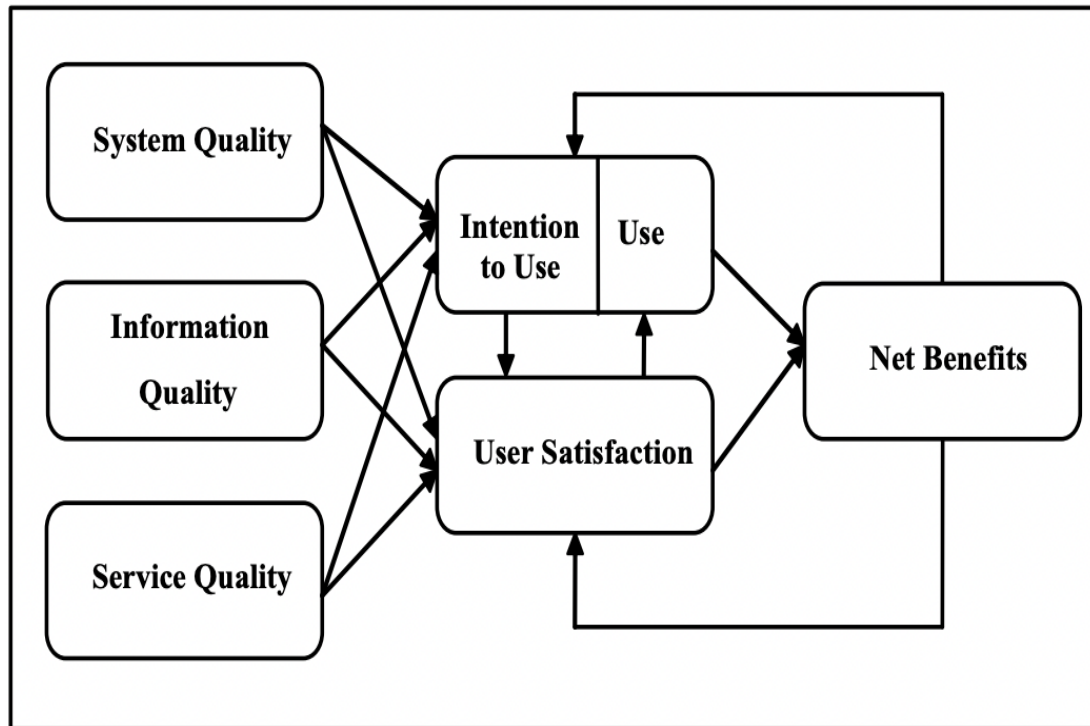 System Quality
Information
Quality
Service Quality
Intention
to Use
Use
User Satisfaction
Net Benefits